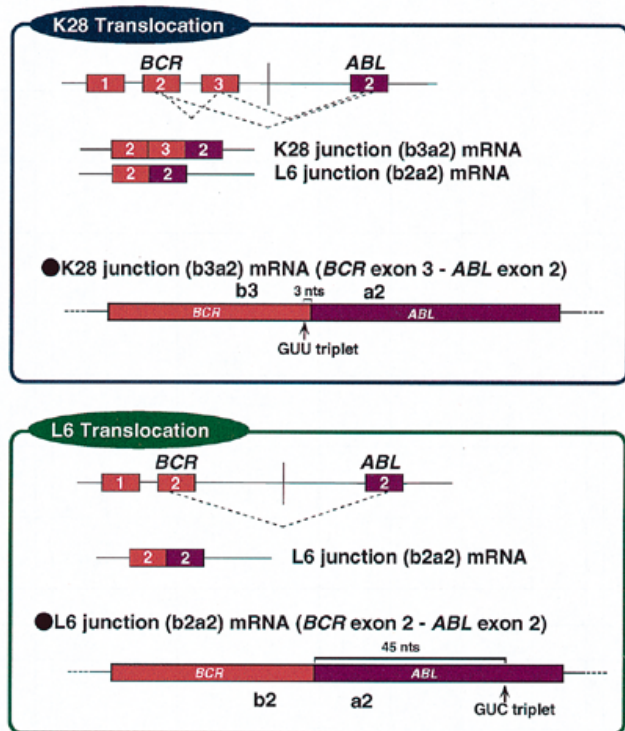 K28 Translocation
BCR ABL
1 2 3 2
2 3 2 K28 junction (b3a2) mRNA
2 2 L6 junction (b2a2) mRNA
●K28 junction (b3a2) mRNA (BCR exon 3 - ABL exon 2)
b3 3 nts a2
BCR ABL
GUU triplet
L6 Translocation
BCR ABL
1 2 2
2 2 L6 junction (b2a2) mRNA
●L6 junction (b2a2) mRNA (BCR exon 2 - ABL exon 2)
45 nts
BCR ABL
b2 a2 GUC triplet